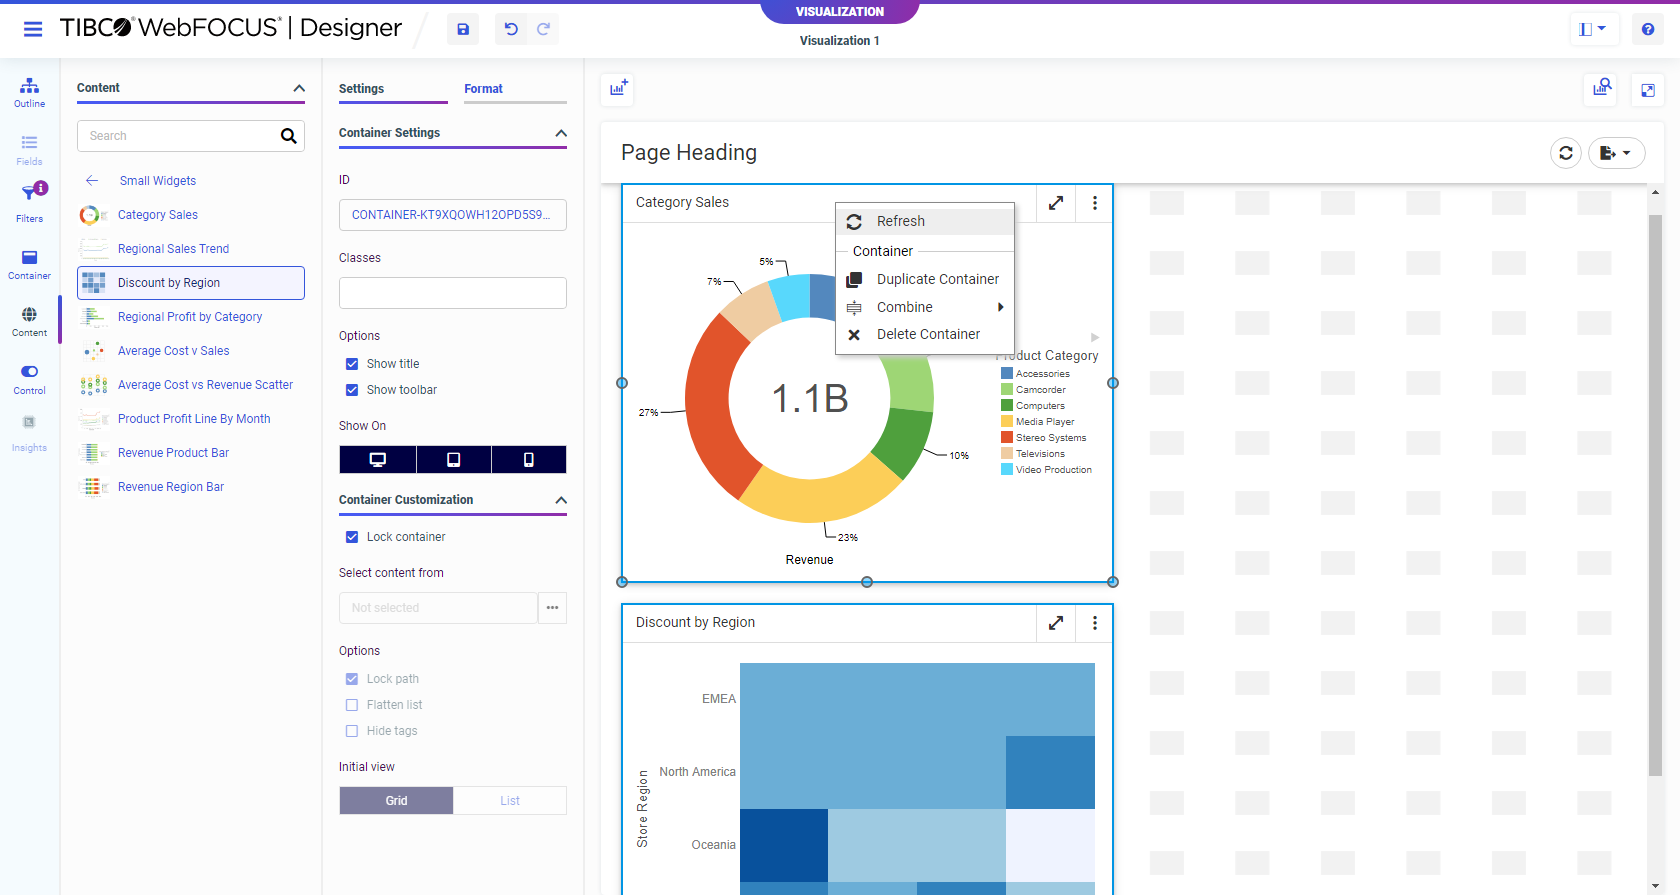 VISUALIZATION
TIBCO WebFOCUS | Designer
Visualization 1
Outline
Fields
Filters
Container
Content
Control
Insights
Content
Search
Small Widgets
Category Sales
Regional Sales Trend
Discount by Region
Regional Profit by Category
Average Cost v Sales
Average Cost vs Revenue Scatter
Product Profit Line By Month
Revenue Product Bar
Revenue Region Bar
Settings
Format
Container Settings
ID
CONTAINER-KT9XQOWH12OPD5S9...
Classes
Options
Show title
Show toolbar
Show On
Container Customization
Lock container
Select content from
Not selected
Options
Lock path
Flatten list
Hide tags
Initial view
Grid
List
Page Heading
Category Sales
Refresh
Container
Duplicate Container
Combine
Delete Container
5%
7%
27%
1.1B
10%
23%
Revenue
Product Category
Accessories
Camcorder
Computers
Media Player
Stereo Systems
Televisions
Video Production
Discount by Region
EMEA
North America
Oceania
Store Region